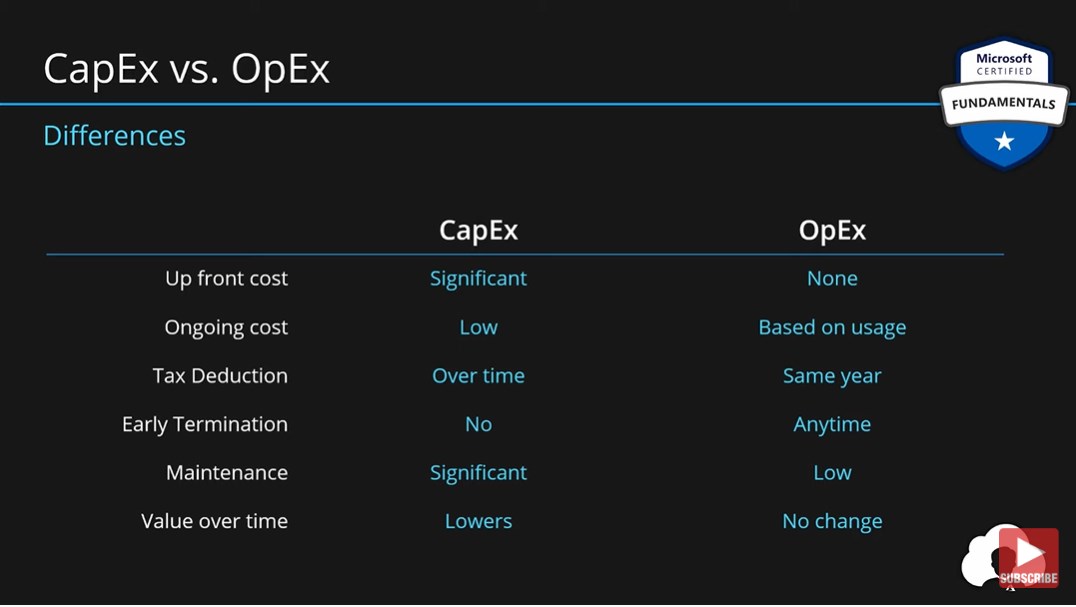 CapEx vs. OpEx
Microsoft
CERTIFIED
FUNDAMENTALS
Differences
CapEx OpEx
Up front cost Significant None
Ongoing cost Low Based on usage
Tax Deduction Over time Same year
Early Termination No Anytime
Maintenance Significant Low
Value over time Lowers No change
SUBSCRIBE